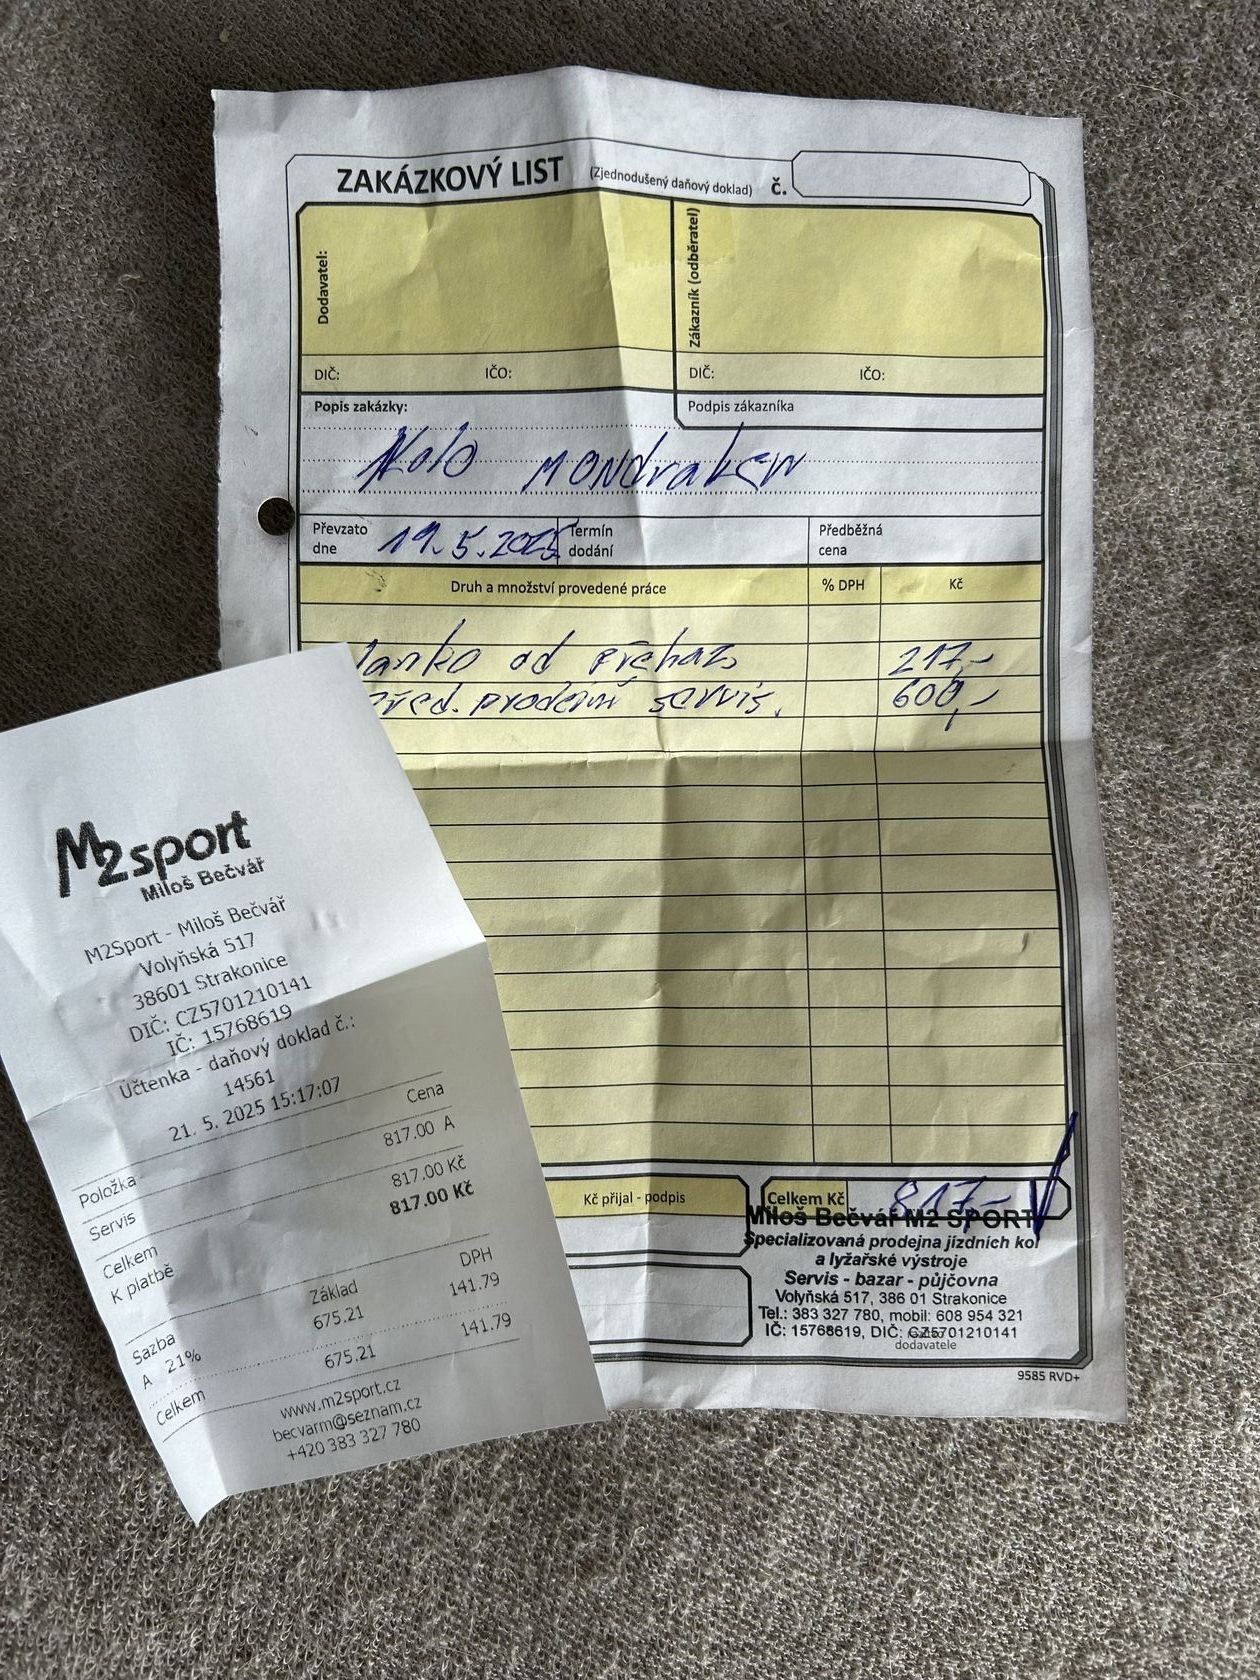 ZAKÁZKOVÝ LIST (Zjednodušený daňový doklad) č.
Dodavatel:
Zákazník (odběratel)
DIČ: IČO:
DIČ: IČO:
Popis zakázky:
Podpis zákazníka
Kolo MONdrakER
Převzato dne 19.5.2025 Termín dodání Předběžná cena
Druh a množství provedené práce % DPH Kč
lanko od přehaz. 217,-
před. prodejní servis. 600,-
Kč přijal - podpis
Celkem Kč 817,-
Miloš Bečvář M2 SPORT
Specializovaná prodejna jízdních kol
a lyžařské výstroje
Servis - bazar - půjčovna
Volyňská 517, 386 01 Strakonice
Tel.: 383 327 780, mobil: 608 954 321
IČ: 15768619, DIČ: CZ5701210141
dodavatele
9585 RVD+
M2sport
Miloš Bečvář
M2Sport - Miloš Bečvář
Volyňská 517
38601 Strakonice
DIČ: CZ5701210141
IČ: 15768619
Účtenka - daňový doklad č.:
14561
21. 5. 2025 15:17:07
Položka Cena
Servis 817.00 A
Celkem 817.00 Kč
K platbě 817.00 Kč
Sazba Základ DPH
A 21% 675.21 141.79
Celkem 675.21 141.79
www.m2sport.cz
becvarm@seznam.cz
+420 383 327 780